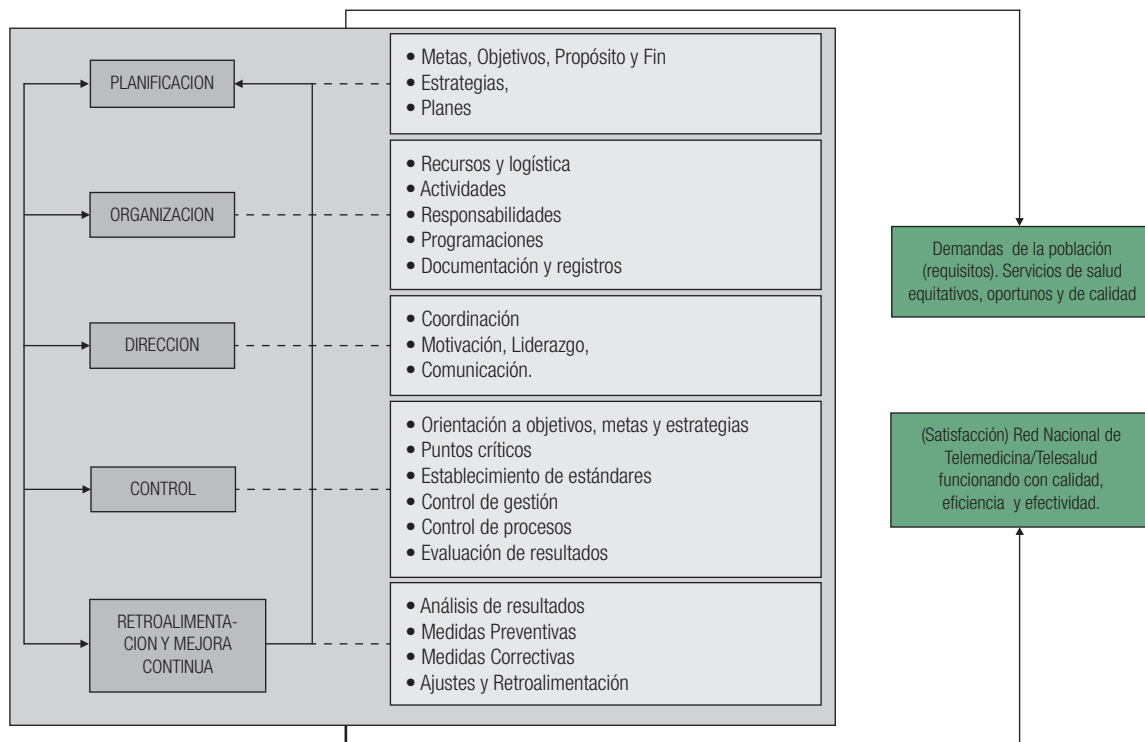 PLANIFICACION
• Metas, Objetivos, Propósito y Fin
• Estrategias,
• Planes
ORGANIZACION
• Recursos y logística
• Actividades
• Responsabilidades
• Programaciones
• Documentación y registros
DIRECCION
• Coordinación
• Motivación, Liderazgo,
• Comunicación.
CONTROL
• Orientación a objetivos, metas y estrategias
• Puntos críticos
• Establecimiento de estándares
• Control de gestión
• Control de procesos
• Evaluación de resultados
RETROALIMENTA-
CION Y MEJORA
CONTINUA
• Análisis de resultados
• Medidas Preventivas
• Medidas Correctivas
• Ajustes y Retroalimentación
Demandas de la población
(requisitos). Servicios de salud
equitativos, oportunos y de calidad
(Satisfacción) Red Nacional de
Telemedicina/Telesalud
funcionando con calidad,
eficiencia y efectividad.